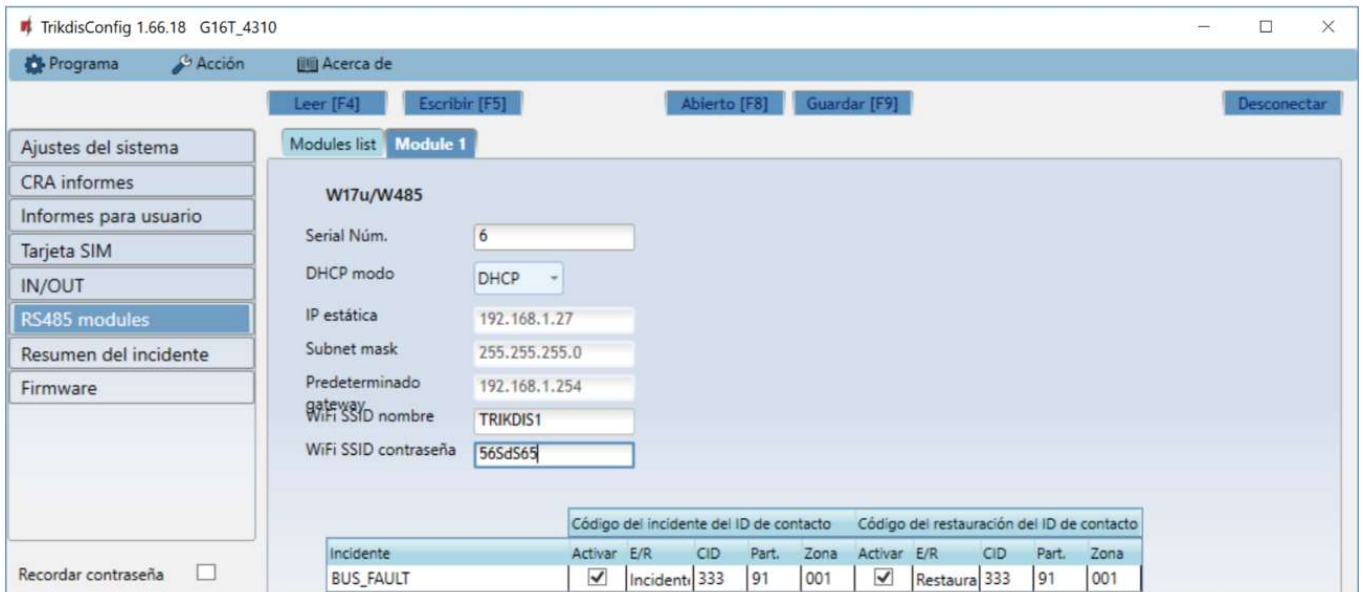 TrikdisConfig 1.66.18 G16T_4310
Programa Acción Acerca de
Leer [F4] Escribir [F5] Abierto [F8] Guardar [F9] Desconectar
Ajustes del sistema
CRA informes
Informes para usuario
Tarjeta SIM
IN/OUT
RS485 modules
Resumen del incidente
Firmware
Recordar contraseña
Modules list Module 1
W17u/W485
Serial Núm. 6
DHCP modo DHCP
IP estática 192.168.1.27
Subnet mask 255.255.255.0
Predeterminado gateway 192.168.1.254
WiFi SSID nombre TRIKDIS1
WiFi SSID contraseña 56SdS65
Código del incidente del ID de contacto Código del restauración del ID de contacto
Incidente Activar E/R CID Part. Zona Activar E/R CID Part. Zona
BUS_FAULT Incidente 333 91 001 Restaura 333 91 001